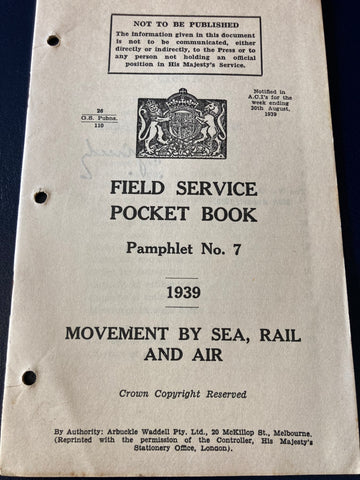 NOT TO BE PUBLISHED
The information given in this document
is not to be communicated, either
directly or indirectly, to the Press or to
any person not holding an official
position in His Majesty's Service.
26
G.S. Pubns.
110
Notified in
A.C.I's for the
week ending
30th August,
1939
FIELD SERVICE
POCKET BOOK
Pamphlet No. 7
1939
MOVEMENT BY SEA, RAIL
AND AIR
Crown Copyright Reserved
By Authority: Arbuckle Waddell Pty. Ltd., 20 McKillop St., Melbourne.
(Reprinted with the permission of the Controller, His Majesty's
Stationery Office, London).